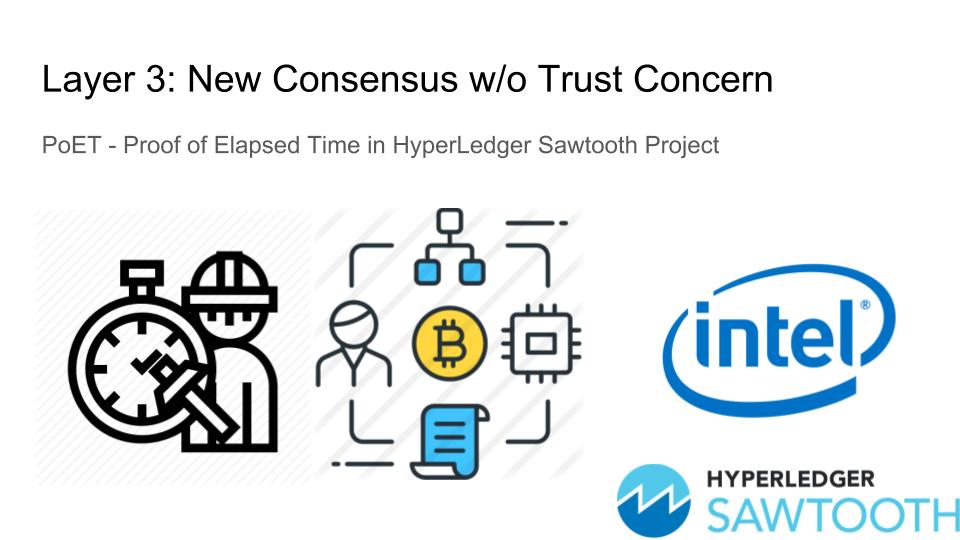 Layer 3: New Consensus w/o Trust Concern
PoET - Proof of Elapsed Time in HyperLedger Sawtooth Project
intel®
HYPERLEDGER
SAWTOOTH